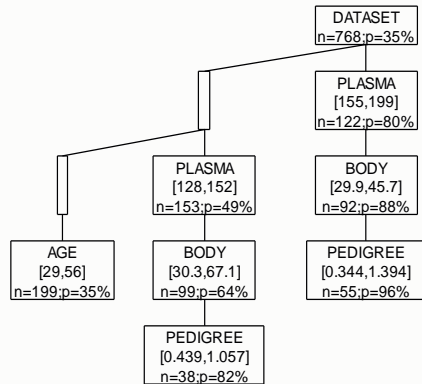 DATASET
n=768;p=35%
PLASMA
[155,199]
n=122;p=80%
PLASMA
[128,152]
n=153;p=49%
BODY
[29.9,45.7]
n=92;p=88%
AGE
[29,56]
n=199;p=35%
BODY
[30.3,67.1]
n=99;p=64%
PEDIGREE
[0.344,1.394]
n=55;p=96%
PEDIGREE
[0.439,1.057]
n=38;p=82%